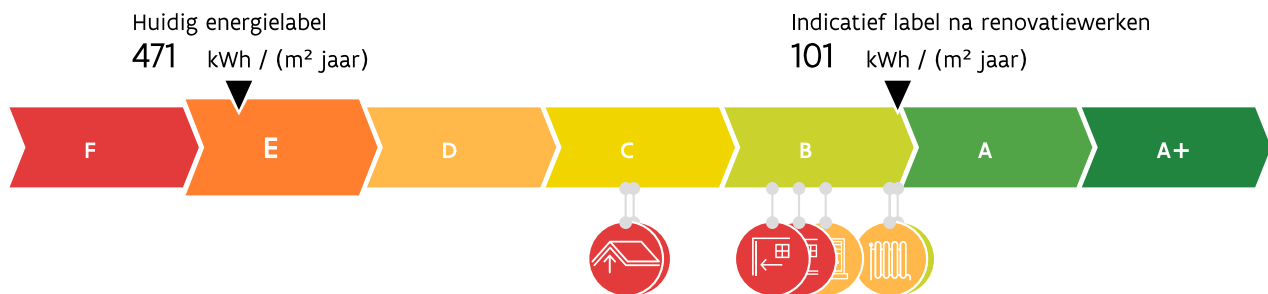 Huidig energielabel
471 kWh / (m² jaar)
Indicatief label na renovatiewerken
101 kWh / (m² jaar)
F E D C B A A+